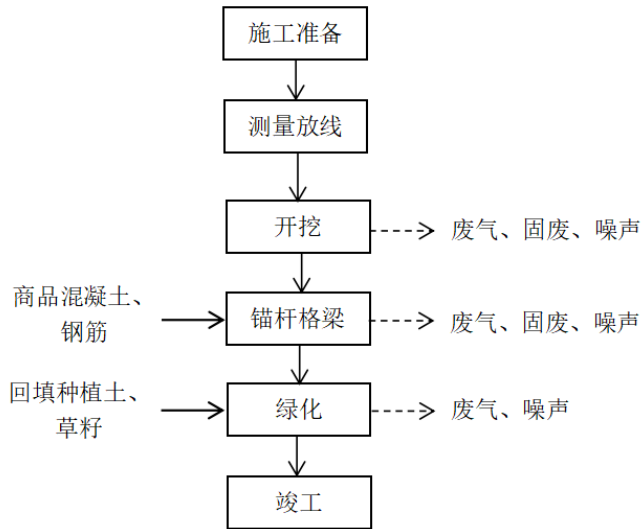 施工准备
测量放线
开挖
废气、固废、噪声
商品混凝土、
钢筋
锚杆格梁
废气、固废、噪声
回填种植土、
草籽
绿化
废气、噪声
竣工